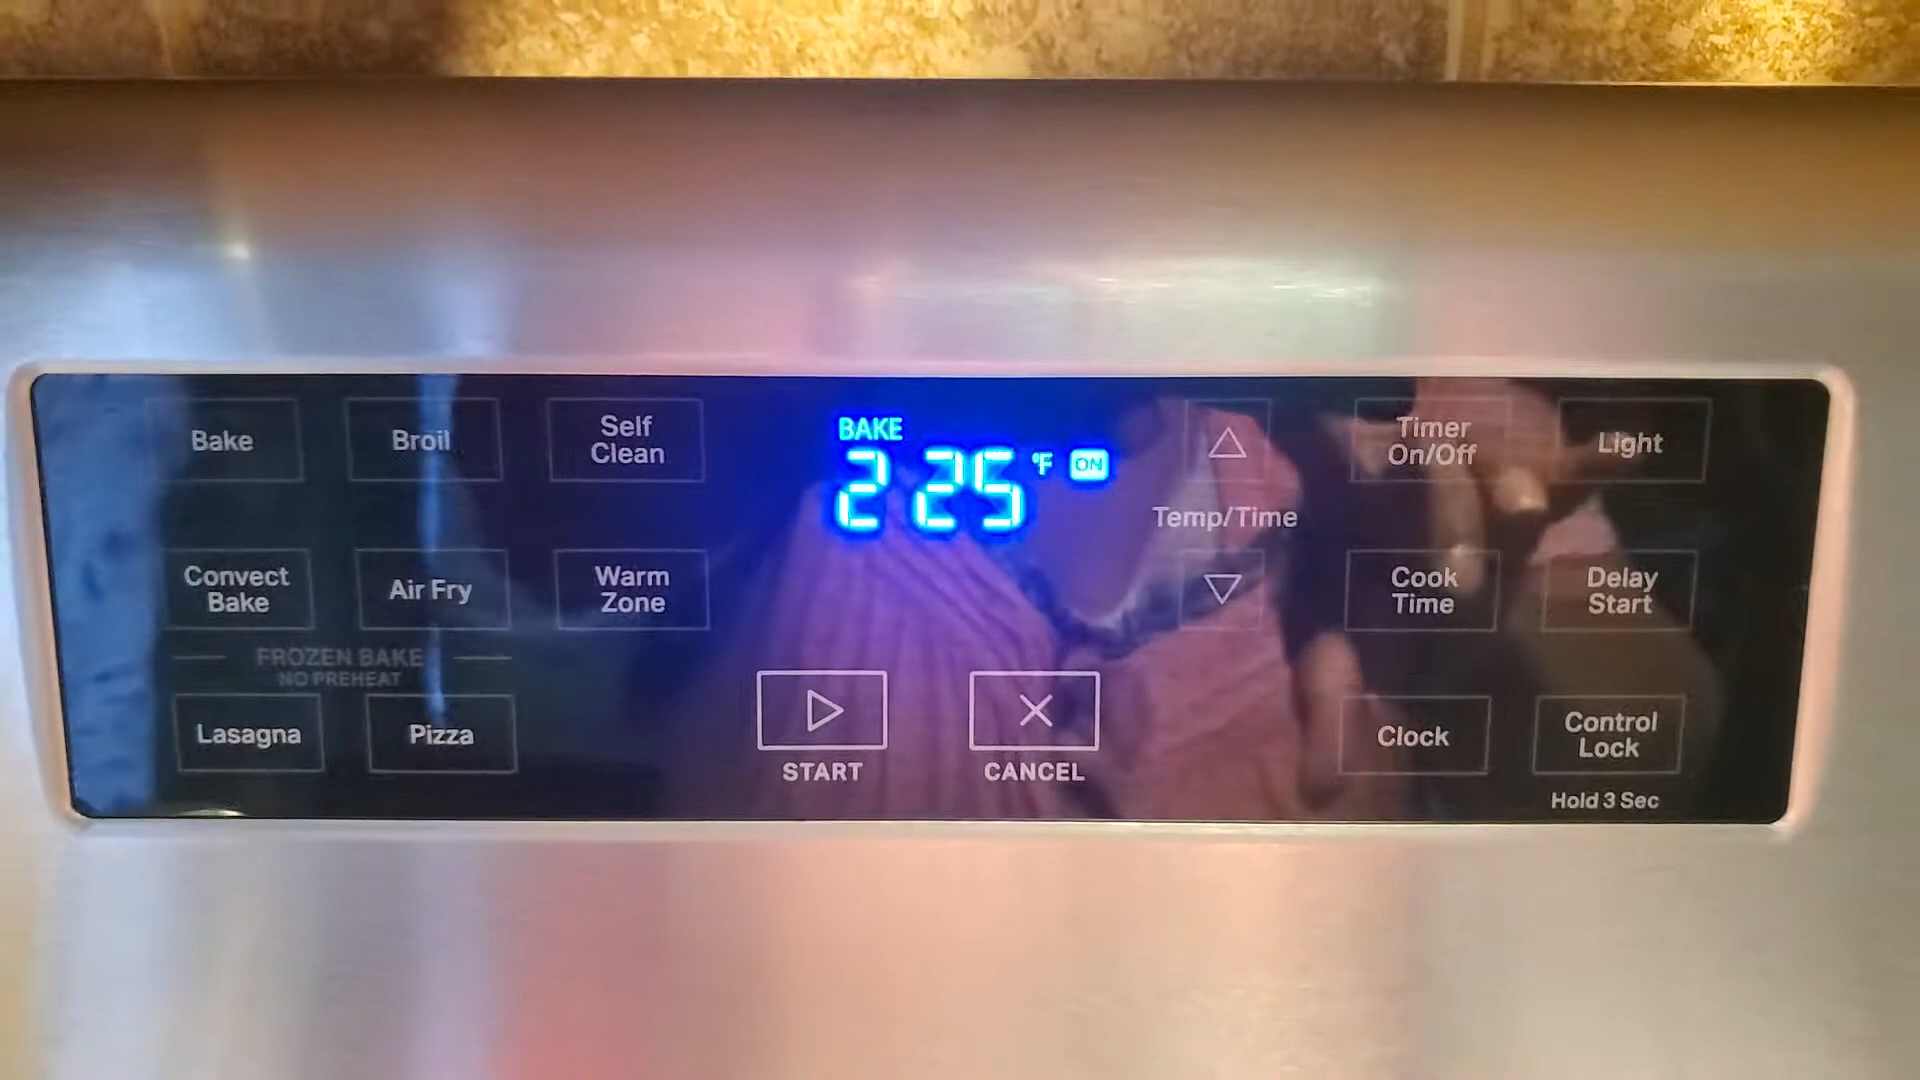 Bake
Broil
Self
Clean
BAKE
225 °F ON
Timer
On/Off
Light
Temp/Time
Convect
Bake
Air Fry
Warm
Zone
Cook
Time
Delay
Start
FROZEN BAKE
NO PREHEAT
Lasagna
Pizza
START
CANCEL
Clock
Control
Lock
Hold 3 Sec